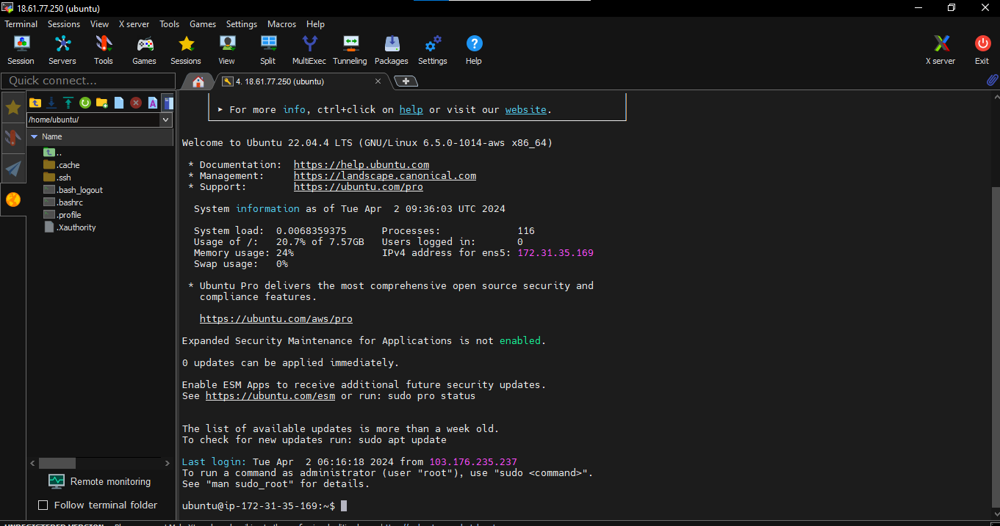 18.61.77.250 (ubuntu)
Terminal Sessions View X server Tools Games Settings Macros Help
Session Servers Tools Games Sessions View Split MultiExec Tunneling Packages Settings Help X server Exit
Quick connect...
4. 18.61.77.250 (ubuntu)
/home/ubuntu/
Name
..
.cache
.ssh
.bash_logout
.bashrc
.profile
.Xauthority
Remote monitoring
Follow terminal folder
➤ For more info, ctrl+click on help or visit our website.
Welcome to Ubuntu 22.04.4 LTS (GNU/Linux 6.5.0-1014-aws x86_64)
* Documentation: https://help.ubuntu.com
* Management: https://landscape.canonical.com
* Support: https://ubuntu.com/pro
System information as of Tue Apr 2 09:36:03 UTC 2024
System load: 0.0068359375 Processes: 116
Usage of /: 20.7% of 7.57GB Users logged in: 0
Memory usage: 24% IPv4 address for ens5: 172.31.35.169
Swap usage: 0%
* Ubuntu Pro delivers the most comprehensive open source security and
compliance features.
https://ubuntu.com/aws/pro
Expanded Security Maintenance for Applications is not enabled.
0 updates can be applied immediately.
Enable ESM Apps to receive additional future security updates.
See https://ubuntu.com/esm or run: sudo pro status
The list of available updates is more than a week old.
To check for new updates run: sudo apt update
Last login: Tue Apr 2 06:16:18 2024 from 103.176.235.237
To run a command as administrator (user "root"), use "sudo <command>".
See "man sudo_root" for details.
ubuntu@ip-172-31-35-169:~$
UNREGISTERED VERSION